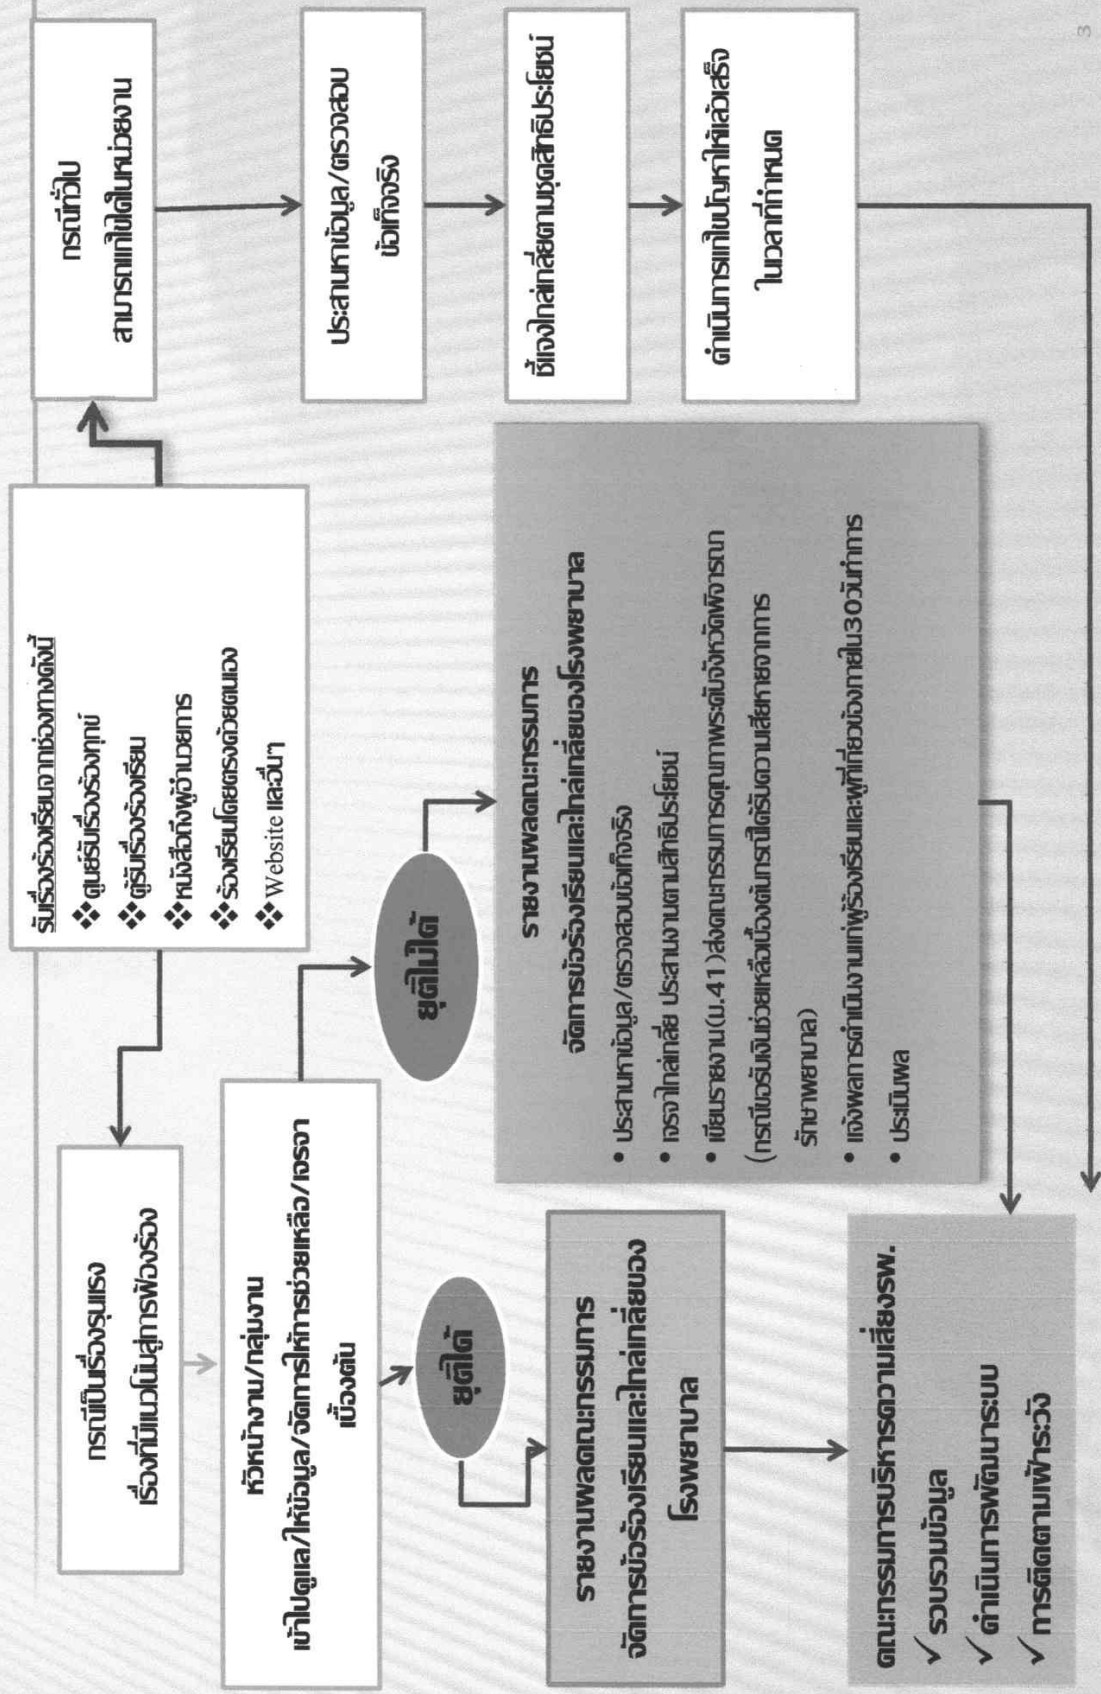 รับเรื่องร้องเรียนจากช่องทางดังนี้
❖ ศูนย์รับเรื่องร้องทุกข์
❖ ตู้รับเรื่องร้องเรียน
❖ หนังสือถึงผู้อำนวยการ
❖ ร้องเรียนโดยตรงด้วยตนเอง
❖ Website และอื่นๆ
กรณีเป็นเรื่องรุนแรง
เรื่องที่มีแนวโน้มสู่การฟ้องร้อง
กรณีทั่วไป
สามารถแก้ไขได้ในหน่วยงาน
หัวหน้างาน/กลุ่มงาน
เข้าไปดูแล/ให้ข้อมูล/จัดการให้การช่วยเหลือ/เจรจา
เบื้องต้น
ประสานหาข้อมูล/ตรวจสอบ
ข้อเท็จจริง
ยุติได้
ยุติไม่ได้
ชี้แจงไกล่เกลี่ยตามชุดสิทธิประโยชน์
รายงานผลคณะกรรมการ
จัดการข้อร้องเรียนและไกล่เกลี่ยของ
โรงพยาบาล
รายงานผลคณะกรรมการ
จัดการข้อร้องเรียนและไกล่เกลี่ยของโรงพยาบาล
• ประสานหาข้อมูล/ตรวจสอบข้อเท็จจริง
• เจรจาไกล่เกลี่ย ประสานงานตามสิทธิประโยชน์
• เขียนรายงาน(ม.41)ส่งคณะกรรมการคุณภาพระดับจังหวัดพิจารณา
(กรณีขอรับเงินช่วยเหลือเบื้องต้นกรณีได้รับความเสียหายจากการ
รักษาพยาบาล)
• แจ้งผลการดำเนินงานแก่ผู้ร้องเรียนและผู้ที่เกี่ยวข้องภายใน30วันทำการ
• ประเมินผล
ดำเนินการแก้ไขปัญหาให้แล้วเสร็จ
ในเวลาที่กำหนด
คณะกรรมการบริหารความเสี่ยงรพ.
✓ รวบรวมข้อมูล
✓ ดำเนินการพัฒนาระบบ
✓ การติดตามเฝ้าระวัง
3